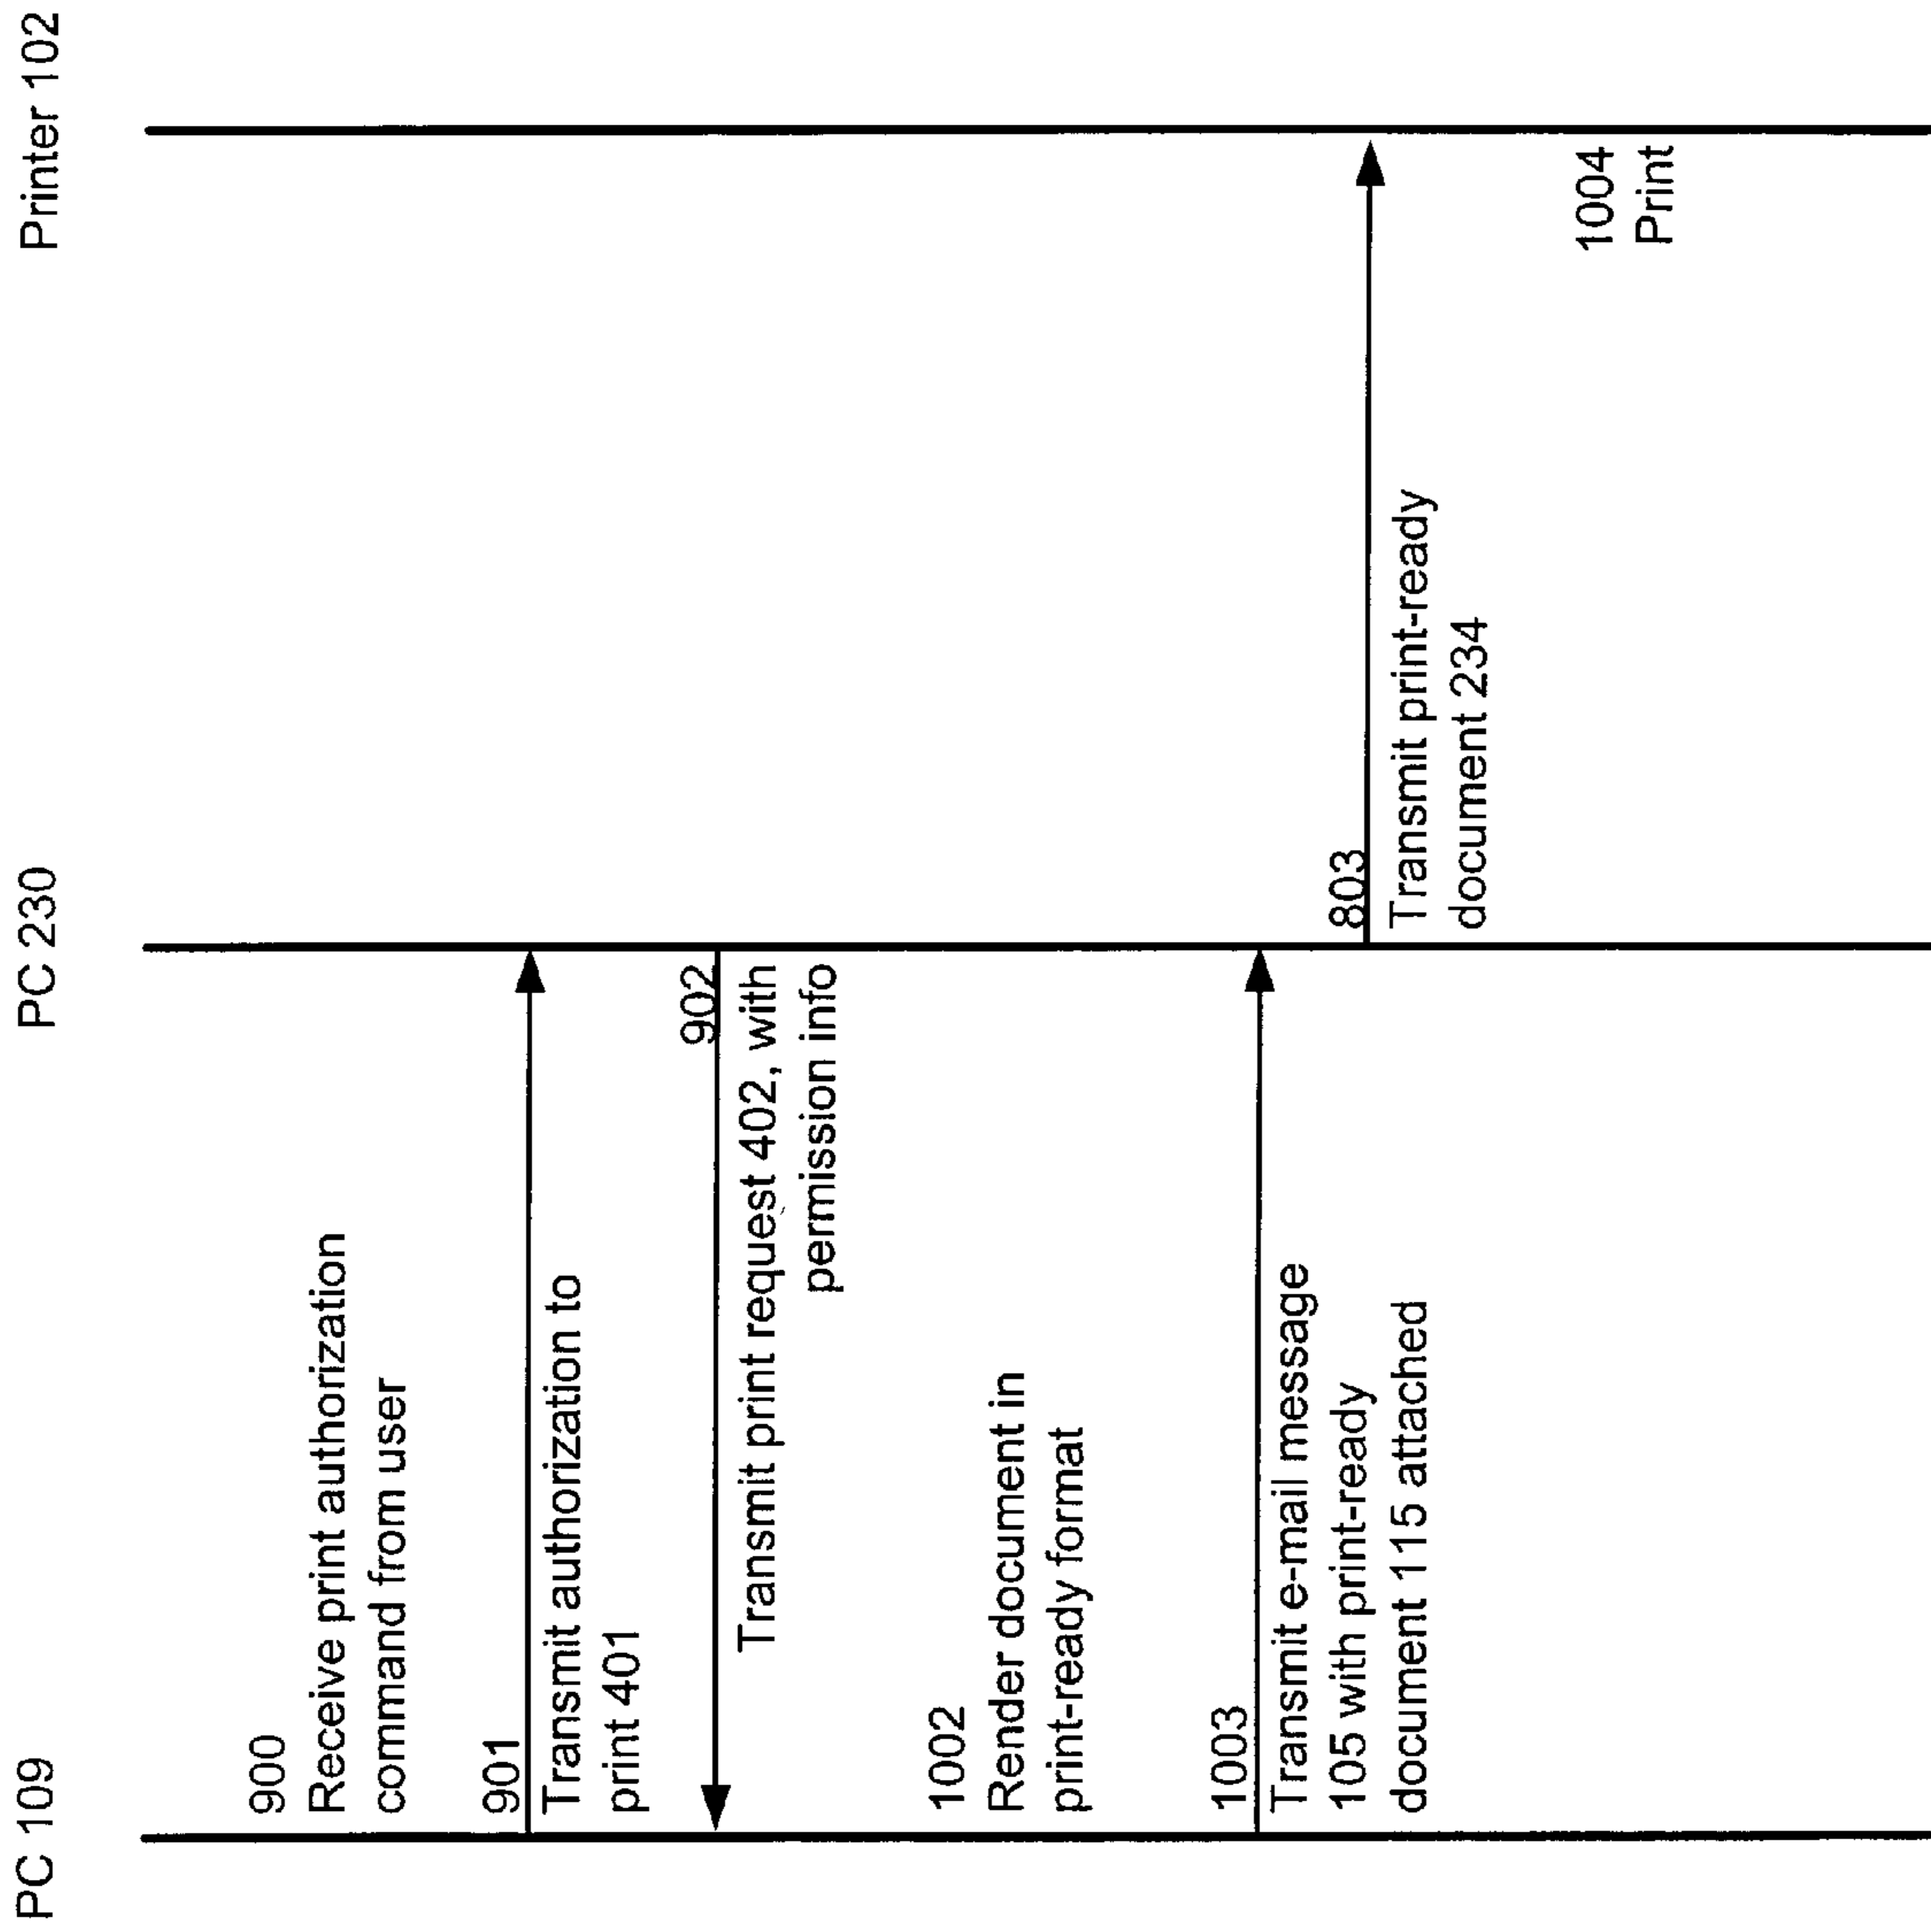 PC 109
PC 230
Printer 102
900
Receive print authorization
command from user
901
Transmit authorization to
print 401
902
Transmit print request 402, with
permission info
1002
Render document in
print-ready format
1003
Transmit e-mail message
105 with print-ready
document 115 attached
803
Transmit print-ready
document 234
1004
Print